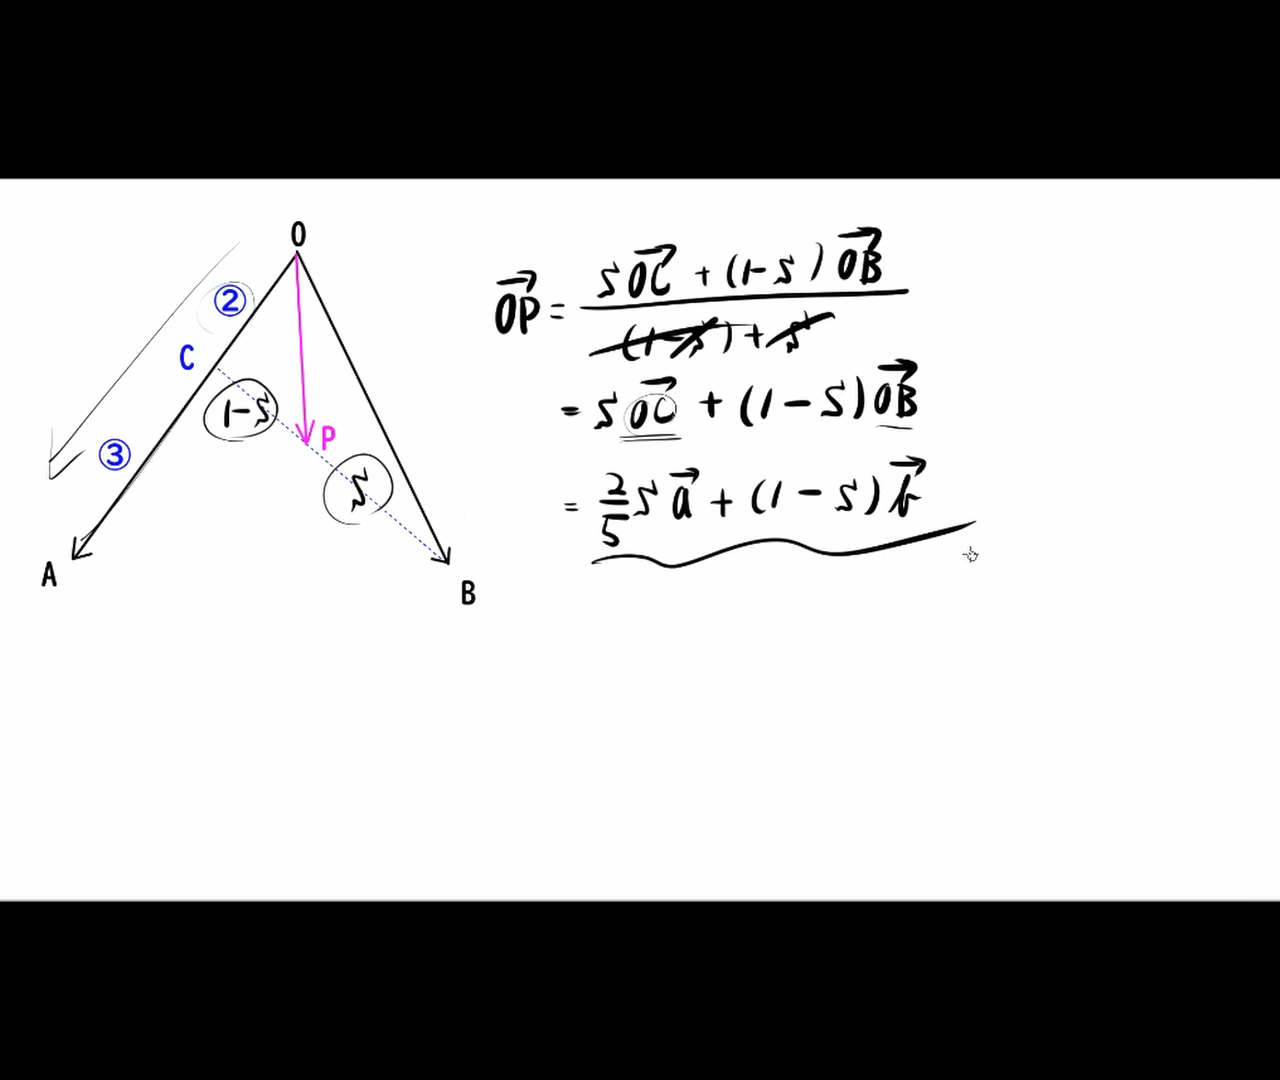 O
②
C
1-s
P
③
s
A
B
→OP = s→OC + (1-s)→OB / (1-s)+s
= s→OC + (1-s)→OB
= 2/5 s→a + (1-s)→b